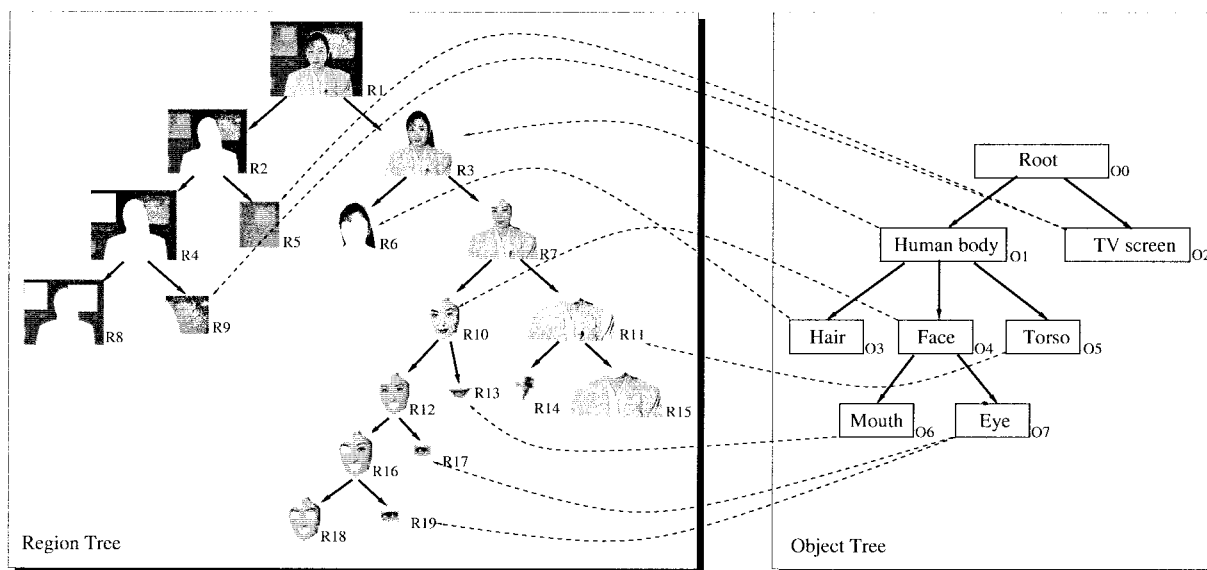 R1
R2
R3
Root
O0
R4
R5
R6
R7
Human body
O1
TV screen
O2
R8
R9
R10
R11
Hair
O3
Face
O4
Torso
O5
R12
R13
R14
R15
Mouth
O6
Eye
O7
R16
R17
R18
R19
Region Tree
Object Tree